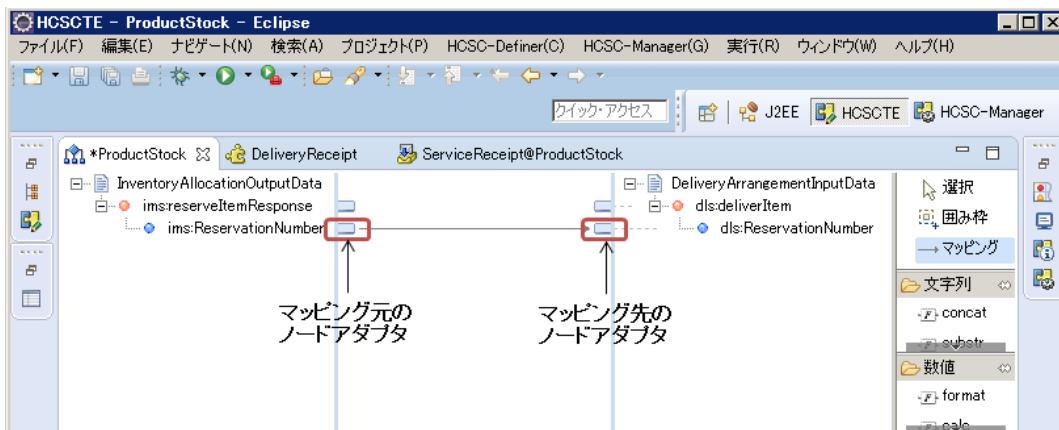 HCSCTE - ProductStock - Eclipse
ファイル(F) 編集(E) ナビゲート(N) 検索(A) プロジェクト(P) HCSC-Definer(C) HCSC-Manager(G) 実行(R) ウィンドウ(W) ヘルプ(H)
クイック・アクセス J2EE HCSCTE HCSC-Manager
*ProductStock DeliveryReceipt ServiceReceipt@ProductStock
InventoryAllocationOutputData DeliveryArrangementInputData 選択
ims:reserveItemResponse dls:deliverItem 囲み枠
ims:ReservationNumber dls:ReservationNumber マッピング
文字列
マッピング元の マッピング先の concat
ノードアダプタ ノードアダプタ substr
数値
format
calc